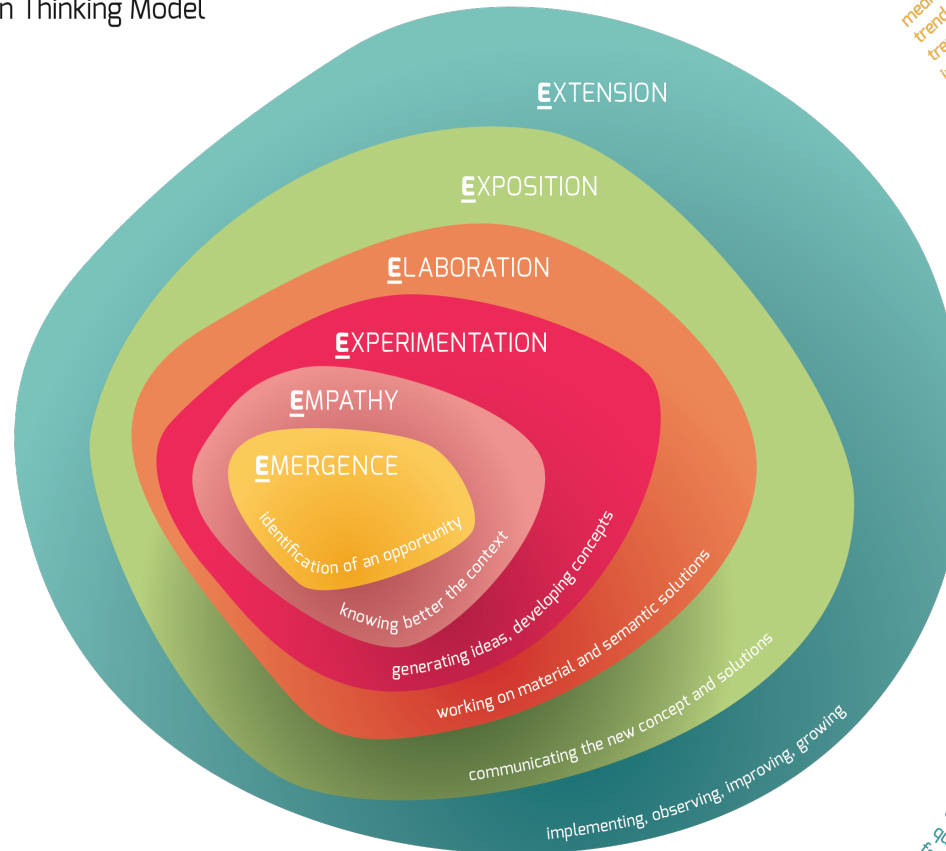 n Thinking Model
EXTENSION
EXPOSITION
ELABORATION
EXPERIMENTATION
EMPATHY
EMERGENCE
identification of an opportunity
knowing better the context
generating ideas, developing concepts
working on material and semantic solutions
communicating the new concept and solutions
implementing, observing, improving, growing